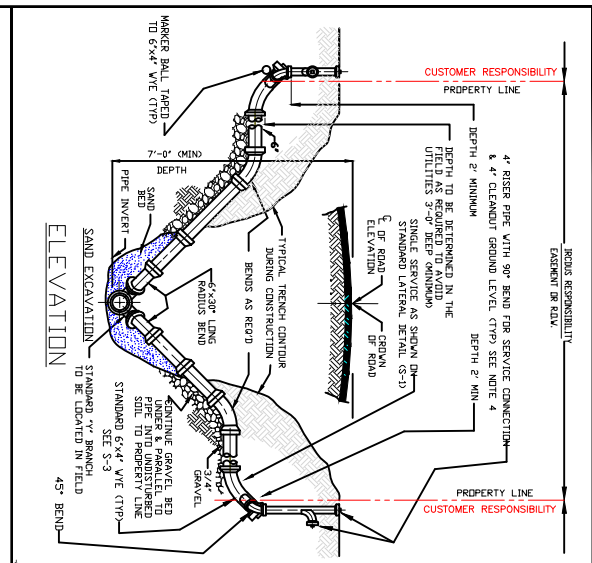 IRCDUS RESPONSIBILITY
EASEMENT OR R.O.W.
CUSTOMER RESPONSIBILITY
PROPERTY LINE
PROPERTY LINE
CUSTOMER RESPONSIBILITY
4" RISER PIPE WITH 90° BEND FOR SERVICE CONNECTION
& 4" CLEANOUT GROUND LEVEL (TYP) SEE NOTE 4
DEPTH 2' MINIMUM
DEPTH 2' MIN
SINGLE SERVICE AS SHOWN ON
STANDARD LATERAL DETAIL (S-1)
DEPTH TO BE DETERMINED IN THE
FIELD AS REQUIRED TO AVOID
UTILITIES 3'-0" DEEP (MINIMUM)
℄ OF ROAD
ELEVATION
CROWN
OF ROAD
MARKER BALL TAPED
TO 6"x4" WYE (TYP)
6"
7'-0" (MIN)
DEPTH
TYPICAL TRENCH CONTOUR
DURING CONSTRUCTION
BENDS AS REQ'D
6"x30° LONG
RADIUS BEND
SAND
BED
PIPE INVERT
SAND EXCAVATION
STANDARD "Y" BRANCH
TO BE LOCATED IN FIELD
CONTINUE GRAVEL BED
UNDER & PARALLEL TO
PIPE INTO UNDISTURBED
SOIL TO PROPERTY LINE
3/4"
GRAVEL
STANDARD 6"x4" WYE (TYP)
SEE S-3
45° BEND
ELEVATION